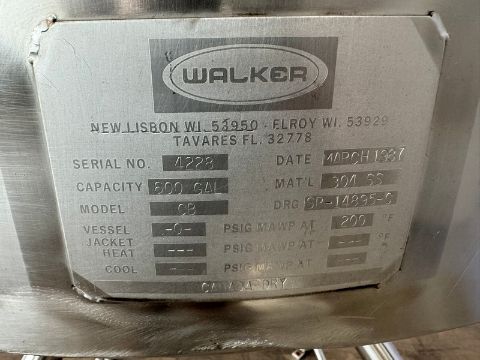 WALKER
NEW LISBON WI. 53950 - ELROY WI. 53929
TAVARES FL. 32778
SERIAL NO. 4228 DATE MARCH 1987
CAPACITY 600 GAL MAT'L 304 SS
MODEL CB DRG SP-14895-C
VESSEL -0- PSIG MAWP AT 200 °F
JACKET
HEAT --- PSIG MAWP AT --- °F
COOL --- PSIG MAWP AT --- °F
CANADA DRY